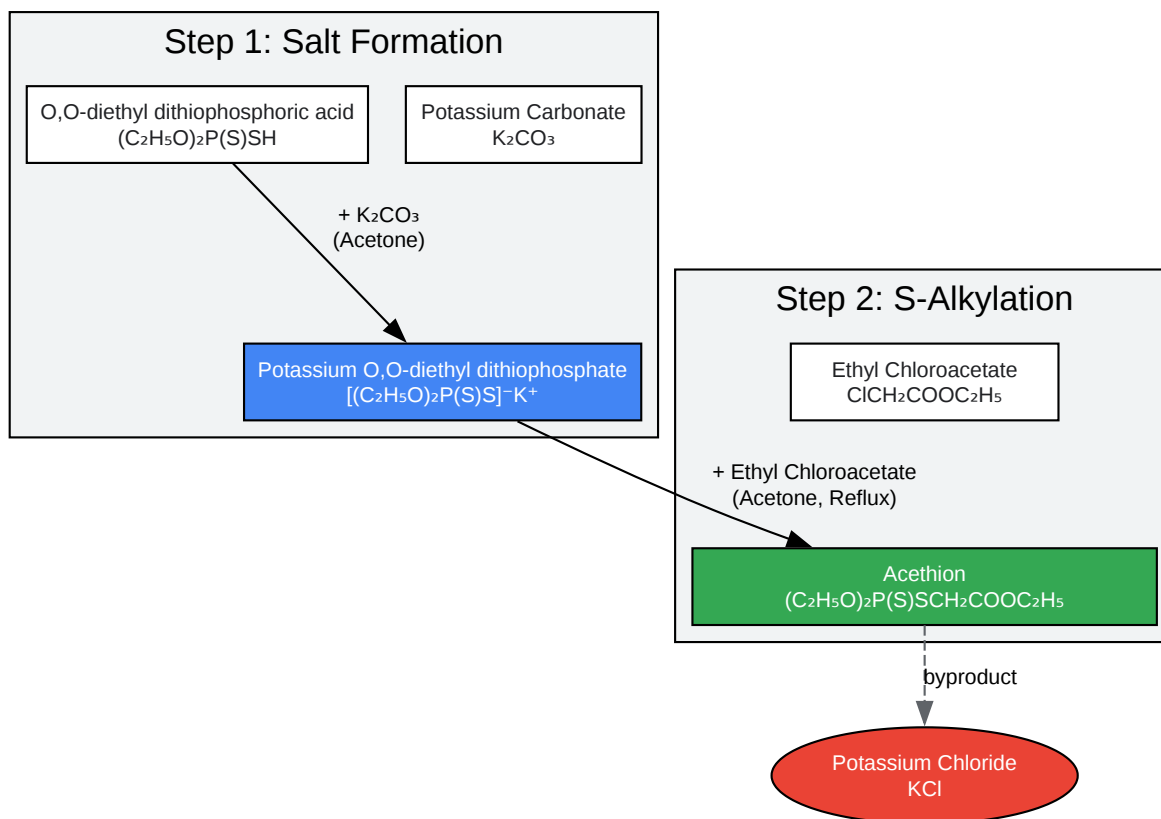 Step 1: Salt Formation
O,O-diethyl dithiophosphoric acid
(C₂H₅O)₂P(S)SH
Potassium Carbonate
K₂CO₃
+ K₂CO₃
(Acetone)
Potassium O,O-diethyl dithiophosphate
[(C₂H₅O)₂P(S)S]⁻K⁺
Step 2: S-Alkylation
Ethyl Chloroacetate
ClCH₂COOC₂H₅
+ Ethyl Chloroacetate
(Acetone, Reflux)
Acethion
(C₂H₅O)₂P(S)SCH₂COOC₂H₅
byproduct
Potassium Chloride
KCl